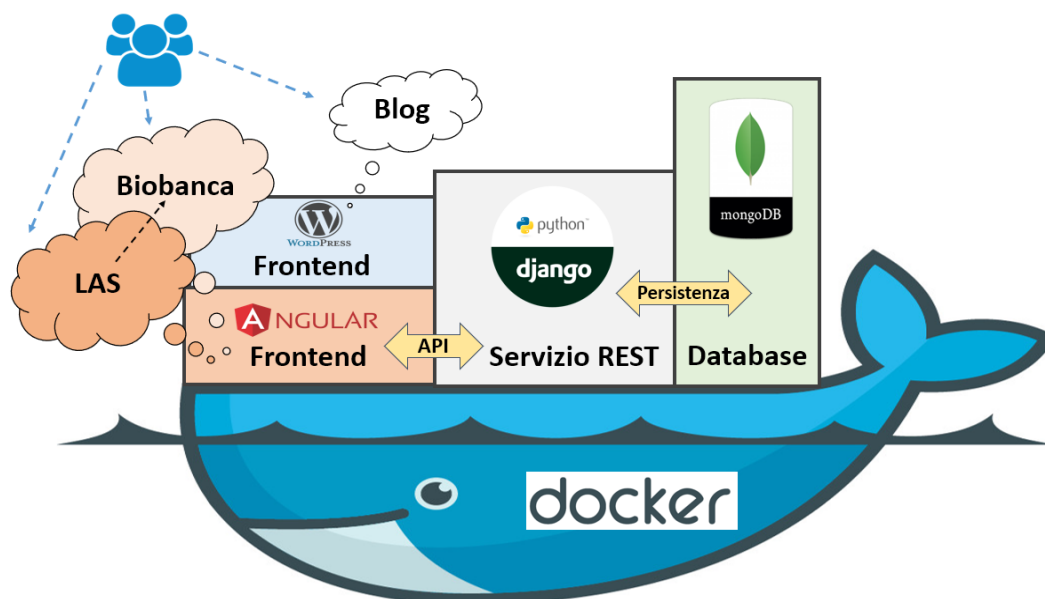 Blog
Biobanca
LAS
WORDPRESS
Frontend
ANGULAR
Frontend
API
python
django
Servizio REST
Persistenza
mongoDB
Database
docker